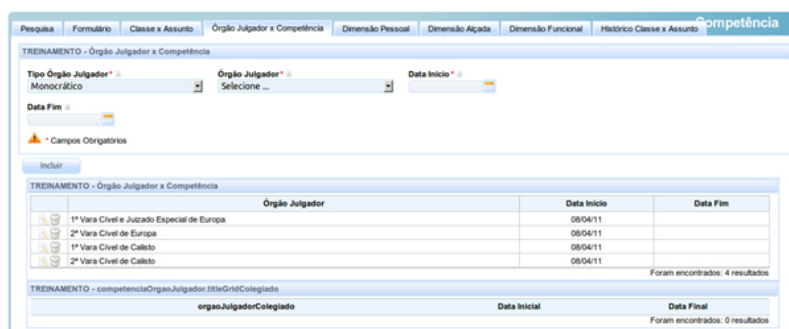 Competência
Pesquisa Formulário Classe x Assunto Órgão Julgador x Competência Dimensão Pessoal Dimensão Alçada Dimensão Funcional Histórico Classe x Assunto
TREINAMENTO - Órgão Julgador x Competência
Tipo Órgão Julgador * Órgão Julgador * Data Início *
Monocrático Selecione ...
Data Fim
* Campos Obrigatórios
Incluir
TREINAMENTO - Órgão Julgador x Competência
Órgão Julgador Data Início Data Fim
1ª Vara Cível e Juizado Especial de Europa 08/04/11
2ª Vara Cível de Europa 08/04/11
1ª Vara Cível de Calisto 08/04/11
2ª Vara Cível de Calisto 08/04/11
Foram encontrados: 4 resultados
TREINAMENTO - competenciaOrgaoJulgador.titleGridColegiado
orgaoJulgadorColegiado Data Inicial Data Final
Foram encontrados: 0 resultados